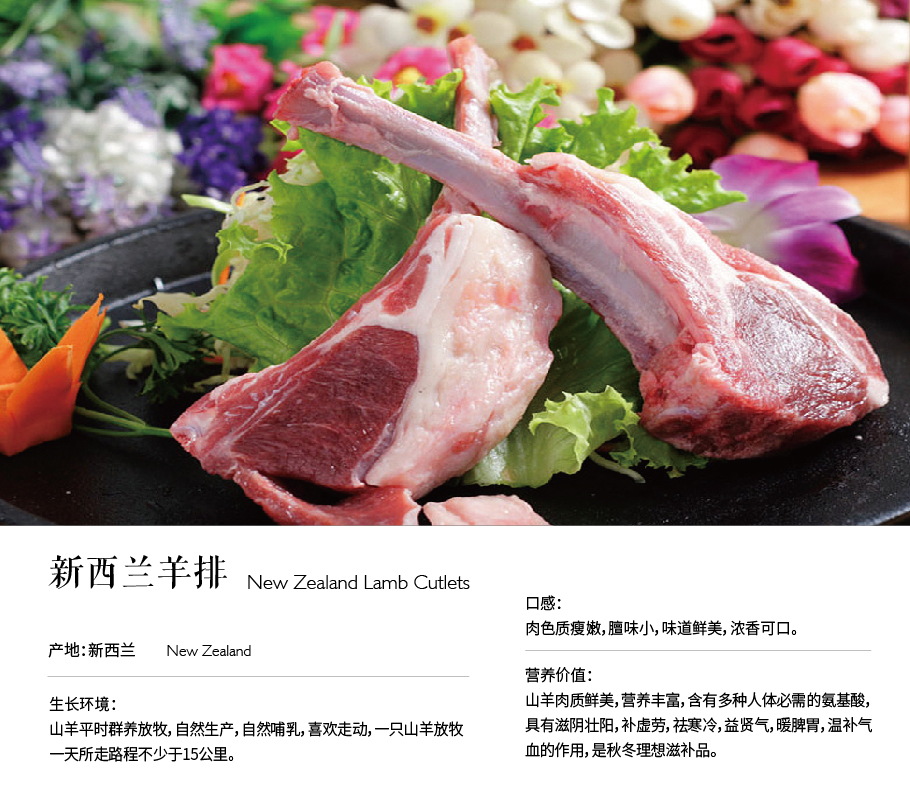 新西兰羊排 New Zealand Lamb Cutlets
产地:新西兰 New Zealand
生长环境:
山羊平时群养放牧,自然生产,自然哺乳,喜欢走动,一只山羊放牧
一天所走路程不少于15公里。
口感:
肉色质瘦嫩,膻味小,味道鲜美,浓香可口。
营养价值:
山羊肉质鲜美,营养丰富,含有多种人体必需的氨基酸,
具有滋阴壮阳,补虚劳,祛寒冷,益贤气,暖脾胃,温补气
血的作用,是秋冬理想滋补品。